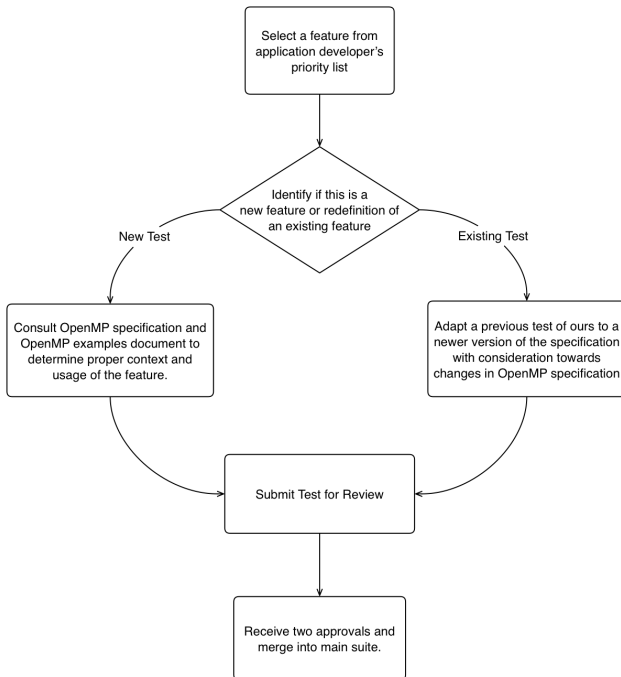 Select a feature from
application developer's
priority list
Identify if this is a
new feature or redefinition of
an existing feature
New Test
Existing Test
Consult OpenMP specification and
OpenMP examples document to
determine proper context and
usage of the feature.
Adapt a previous test of ours to a
newer version of the specification
with consideration towards
changes in OpenMP specification
Submit Test for Review
Receive two approvals and
merge into main suite.